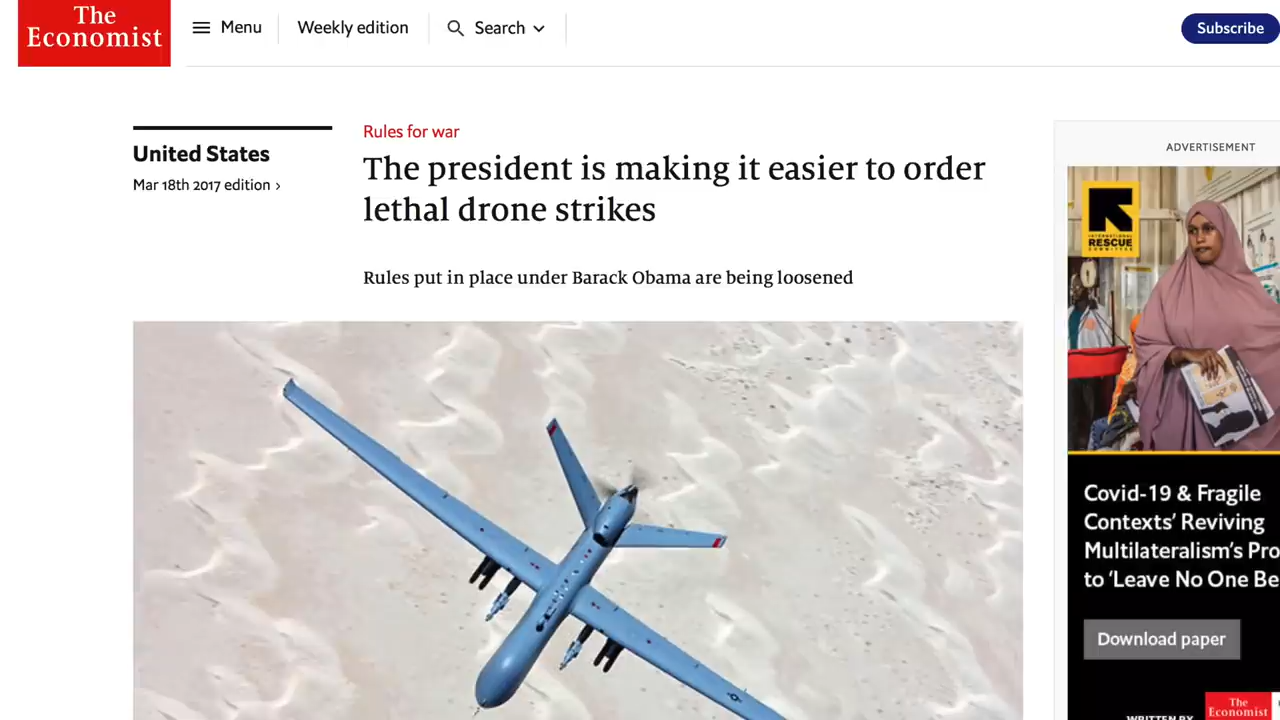 The
Economist
Menu
Weekly edition
Search
Subscribe
United States
Mar 18th 2017 edition ›
Rules for war
The president is making it easier to order
lethal drone strikes
Rules put in place under Barack Obama are being loosened
ADVERTISEMENT
INTERNATIONAL
RESCUE
COMMITTEE
Covid-19 & Fragile
Contexts’ Reviving
Multilateralism’s Pro
to ‘Leave No One Be
Download paper
WRITTEN BY
The
Economist